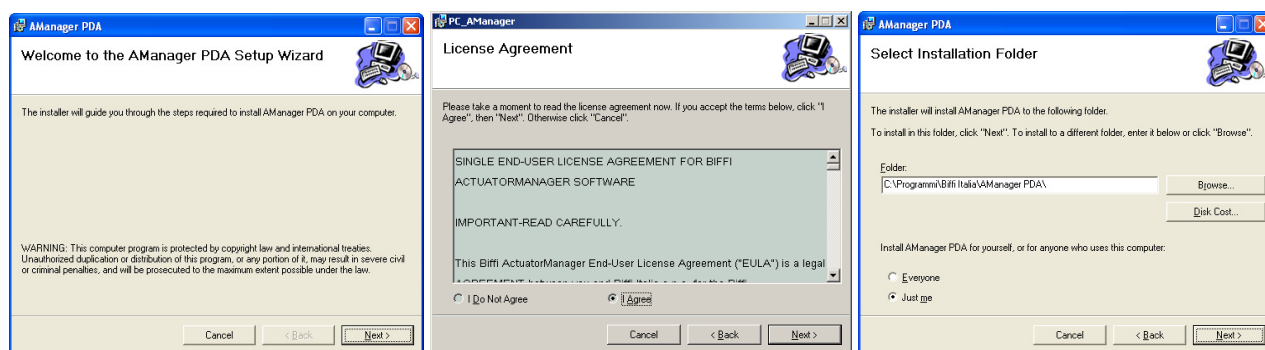 AManager PDA
Welcome to the AManager PDA Setup Wizard
The installer will guide you through the steps required to install AManager PDA on your computer.
WARNING: This computer program is protected by copyright law and international treaties.
Unauthorized duplication or distribution of this program, or any portion of it, may result in severe civil
or criminal penalties, and will be prosecuted to the maximum extent possible under the law.
Cancel
< Back
Next >
PC_AManager
License Agreement
Please take a moment to read the license agreement now. If you accept the terms below, click "I
Agree", then "Next". Otherwise click "Cancel".
SINGLE END-USER LICENSE AGREEMENT FOR BIFFI
ACTUATORMANAGER SOFTWARE
IMPORTANT-READ CAREFULLY.
This Biffi ActuatorManager End-User License Agreement ("EULA") is a legal
AGREEMENT between you and Biffi Italia s.p.a. for the Biffi
I Do Not Agree
I Agree
Cancel
< Back
Next >
AManager PDA
Select Installation Folder
The installer will install AManager PDA to the following folder.
To install in this folder, click "Next". To install to a different folder, enter it below or click "Browse".
Folder:
C:\Programmi\Biffi Italia\AManager PDA\
Browse...
Disk Cost...
Install AManager PDA for yourself, or for anyone who uses this computer:
Everyone
Just me
Cancel
< Back
Next >